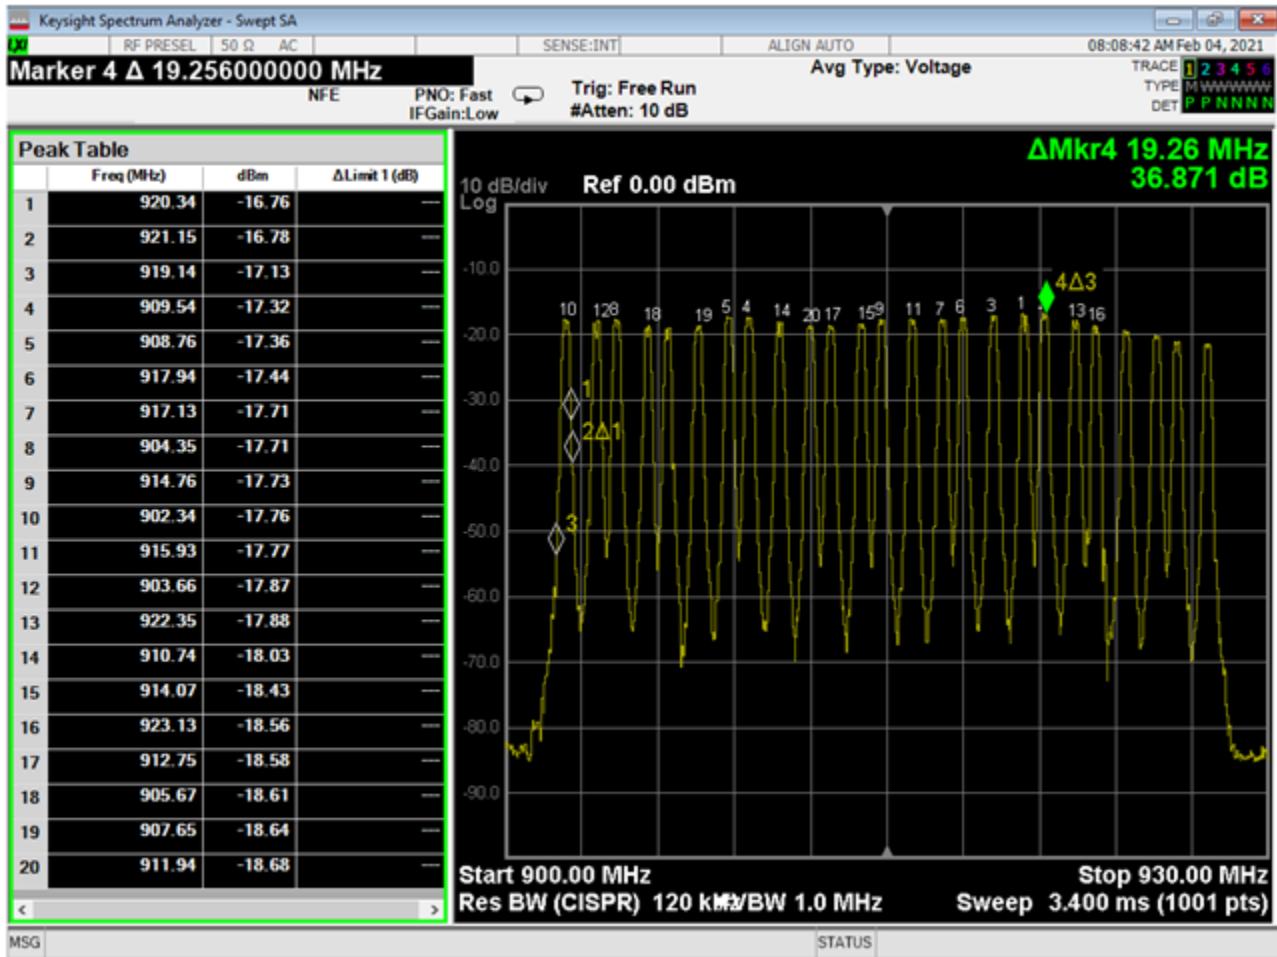 Keysight Spectrum Analyzer - Swept SA
LXI RF PRESEL 50 Ω AC SENSE:INT ALIGN AUTO 08:08:42 AM Feb 04, 2021
Marker 4 Δ 19.256000000 MHz
NFE
PNO: Fast
IFGain:Low
Trig: Free Run
#Atten: 10 dB
Avg Type: Voltage
TRACE 1 2 3 4 5 6
TYPE M WWWWW
DET P P N N N N
Peak Table
Freq (MHz) dBm ΔLimit 1 (dB)
1 920.34 -16.76 ---
2 921.15 -16.78 ---
3 919.14 -17.13 ---
4 909.54 -17.32 ---
5 908.76 -17.36 ---
6 917.94 -17.44 ---
7 917.13 -17.71 ---
8 904.35 -17.71 ---
9 914.76 -17.73 ---
10 902.34 -17.76 ---
11 915.93 -17.77 ---
12 903.66 -17.87 ---
13 922.35 -17.88 ---
14 910.74 -18.03 ---
15 914.07 -18.43 ---
16 923.13 -18.56 ---
17 912.75 -18.58 ---
18 905.67 -18.61 ---
19 907.65 -18.64 ---
20 911.94 -18.68 ---
ΔMkr4 19.26 MHz
36.871 dB
10 dB/div Ref 0.00 dBm
Log
-10.0
4Δ3
10 12 8 18 19 5 4 14 20 17 15 9 11 7 6 3 1 13 16
-20.0
-30.0
1
2Δ1
-40.0
-50.0
3
-60.0
-70.0
-80.0
-90.0
Start 900.00 MHz Stop 930.00 MHz
Res BW (CISPR) 120 kHz VBW 1.0 MHz Sweep 3.400 ms (1001 pts)
MSG STATUS